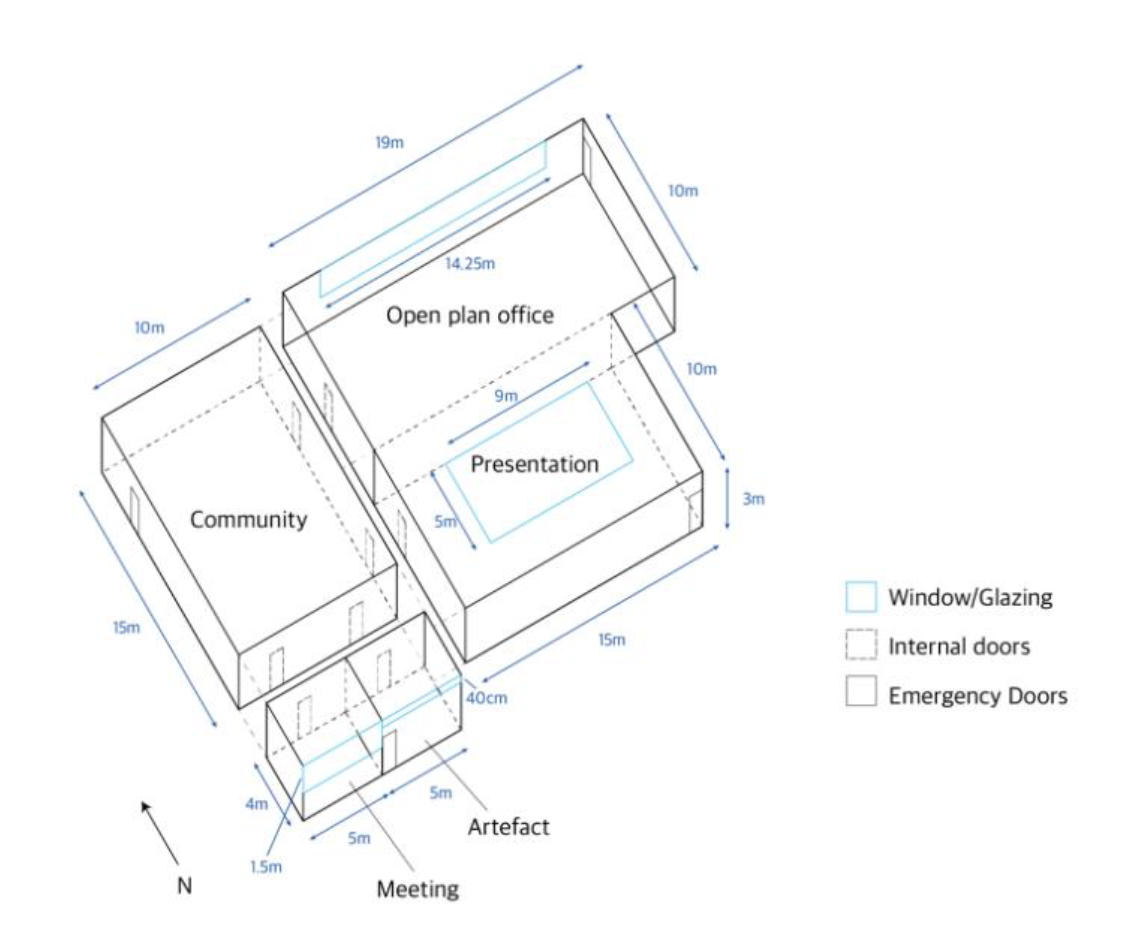 19m
10m
14.25m
10m
Open plan office
10m
9m
Presentation
3m
5m
Community
15m
15m
40cm
4m
5m
5m
Artefact
1.5m
Meeting
N
Window/Glazing
Internal doors
Emergency Doors